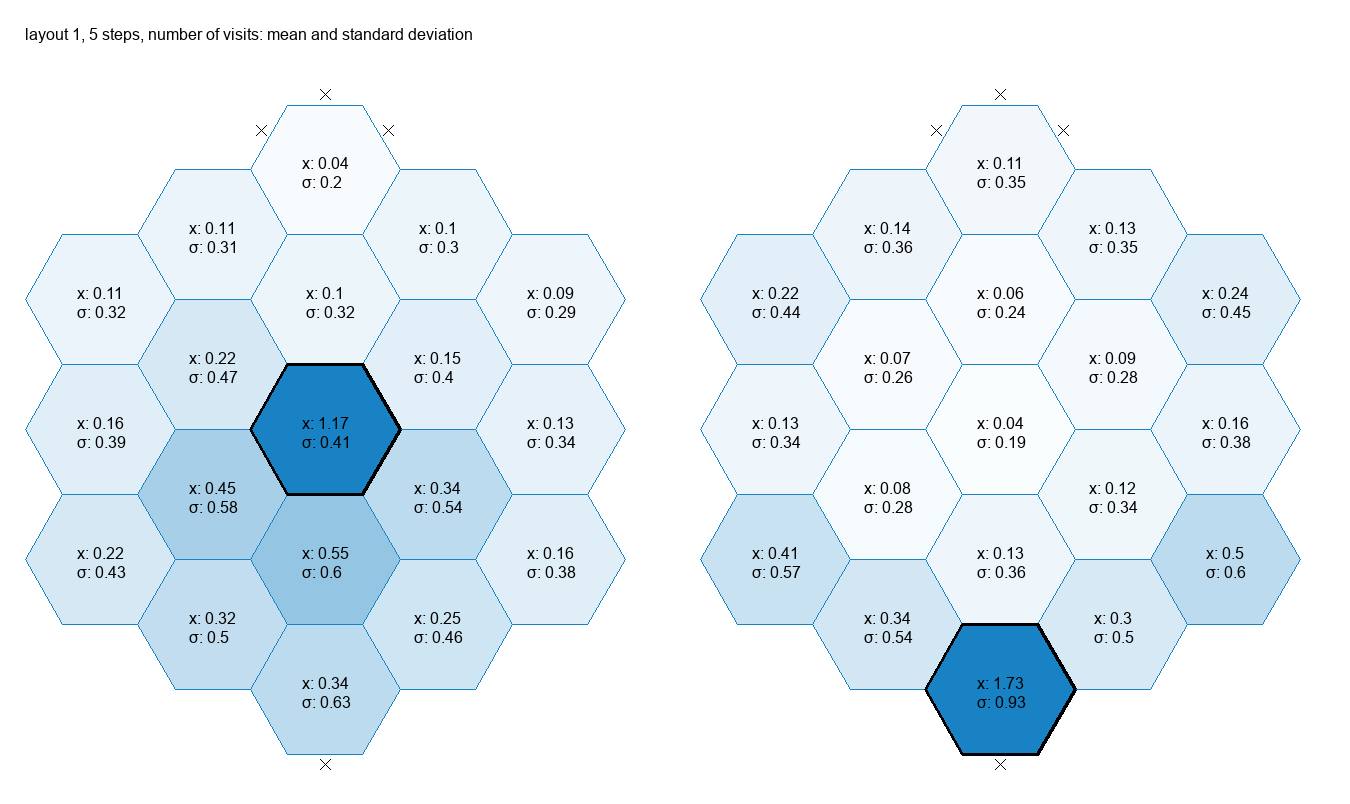 layout 1, 5 steps, number of visits: mean and standard deviation
x: 0.04
σ: 0.2
x: 0.11
σ: 0.31
x: 0.1
σ: 0.3
x: 0.11
σ: 0.32
x: 0.1
σ: 0.32
x: 0.09
σ: 0.29
x: 0.22
σ: 0.47
x: 0.15
σ: 0.4
x: 0.16
σ: 0.39
x: 1.17
σ: 0.41
x: 0.13
σ: 0.34
x: 0.45
σ: 0.58
x: 0.34
σ: 0.54
x: 0.22
σ: 0.43
x: 0.55
σ: 0.6
x: 0.16
σ: 0.38
x: 0.32
σ: 0.5
x: 0.25
σ: 0.46
x: 0.34
σ: 0.63
x: 0.11
σ: 0.35
x: 0.14
σ: 0.36
x: 0.13
σ: 0.35
x: 0.22
σ: 0.44
x: 0.06
σ: 0.24
x: 0.24
σ: 0.45
x: 0.07
σ: 0.26
x: 0.09
σ: 0.28
x: 0.13
σ: 0.34
x: 0.04
σ: 0.19
x: 0.16
σ: 0.38
x: 0.08
σ: 0.28
x: 0.12
σ: 0.34
x: 0.41
σ: 0.57
x: 0.13
σ: 0.36
x: 0.5
σ: 0.6
x: 0.34
σ: 0.54
x: 0.3
σ: 0.5
x: 1.73
σ: 0.93